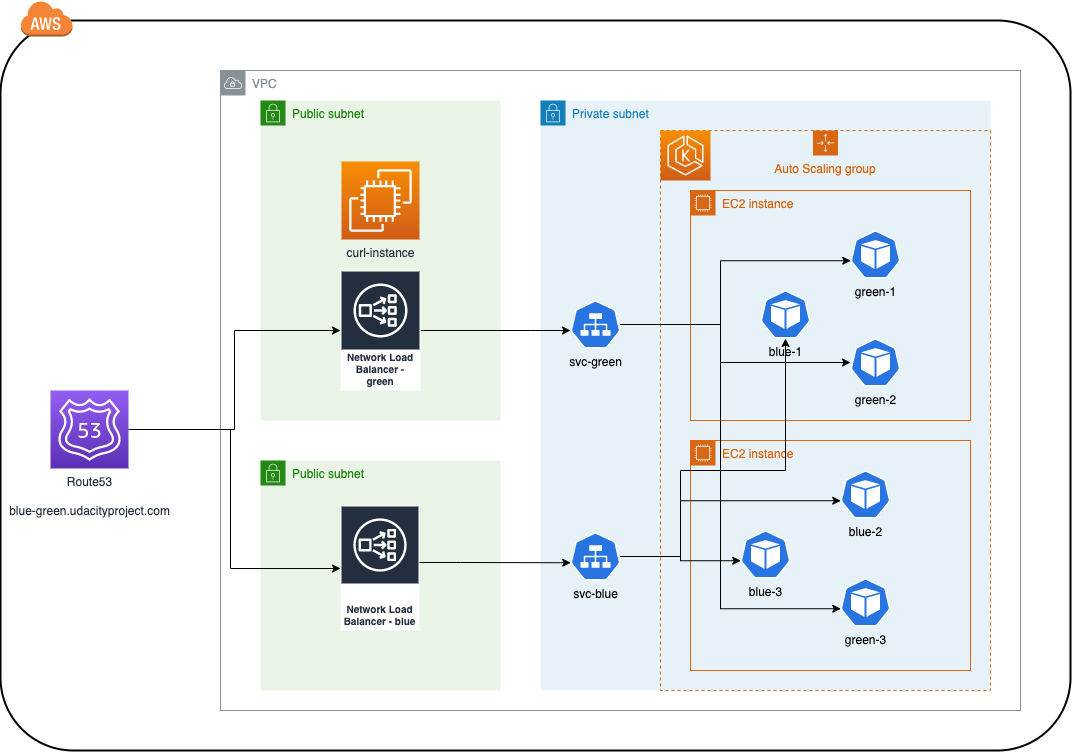 AWS
VPC
Public subnet
Private subnet
Auto Scaling group
K
EC2 instance
curl-instance
green-1
Network Load
Balancer -
green
svc-green
blue-1
green-2
53
Route53
blue-green.udacityproject.com
Public subnet
EC2 instance
blue-2
svc-blue
blue-3
Network Load
Balancer - blue
green-3